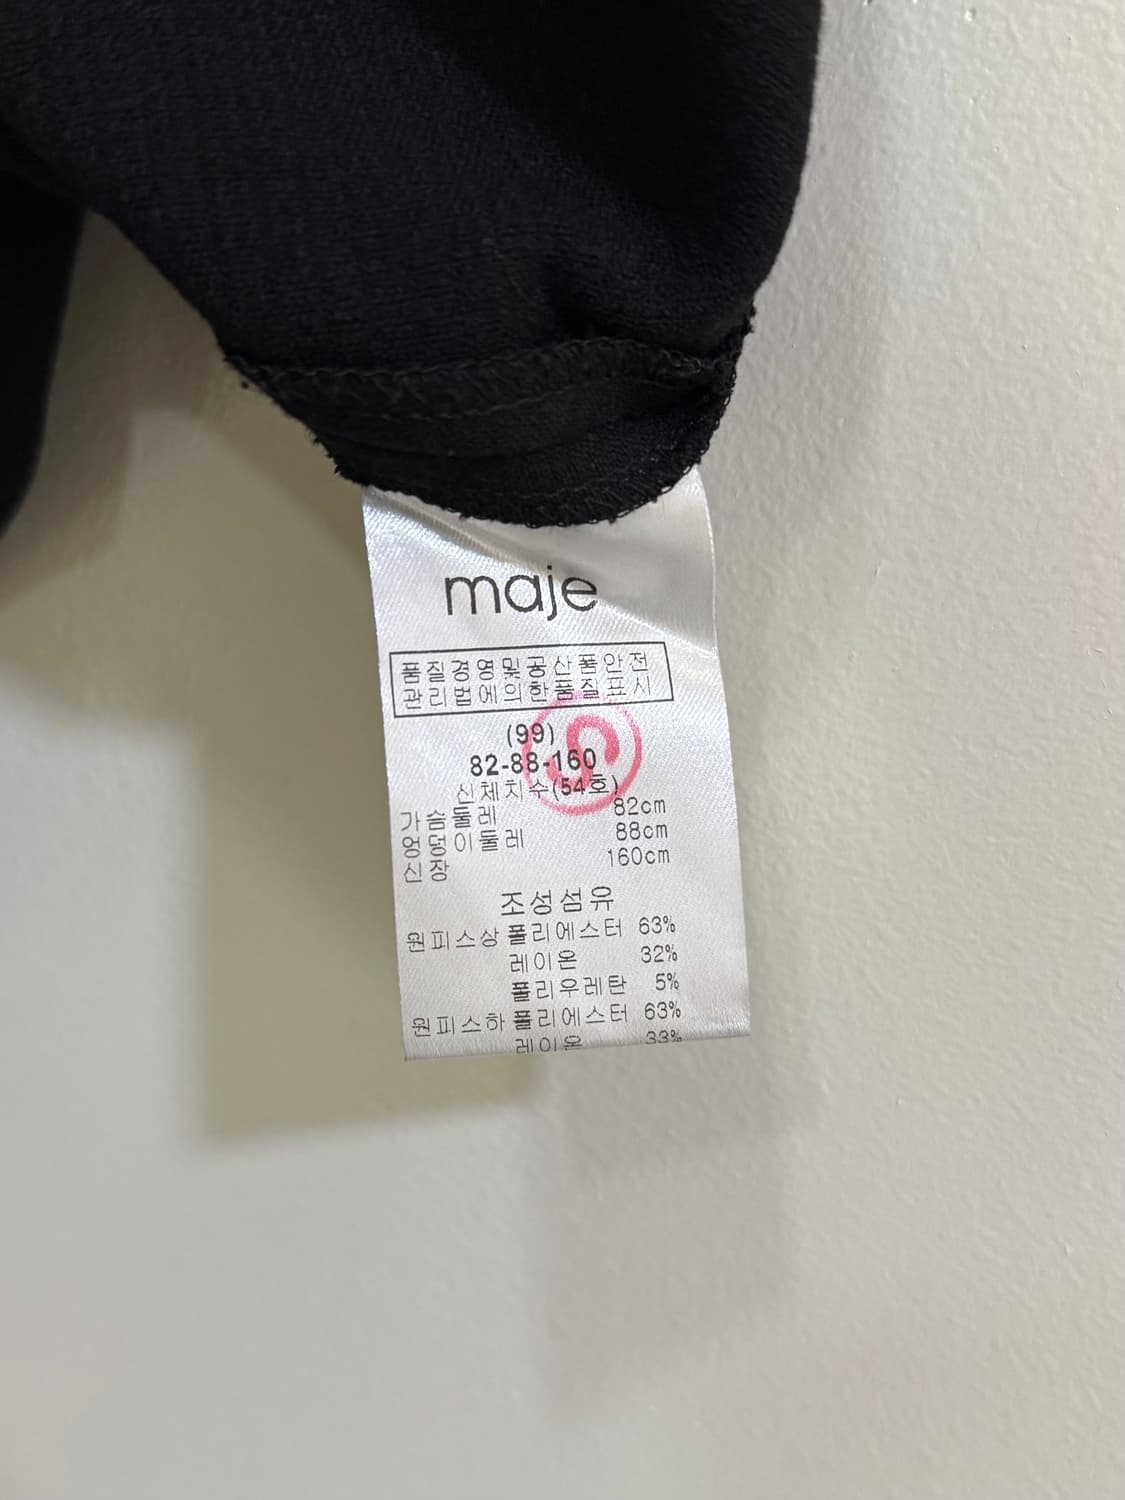 maje
품질경영및공산품안전
관리법에의한품질표시
(99)
82-88-160
신체치수(54호)
가슴둘레 82cm
엉덩이둘레 88cm
신장 160cm
조성섬유
원피스상 폴리에스터 63%
레이온 32%
폴리우레탄 5%
원피스하 폴리에스터 63%
레이온 33%
S